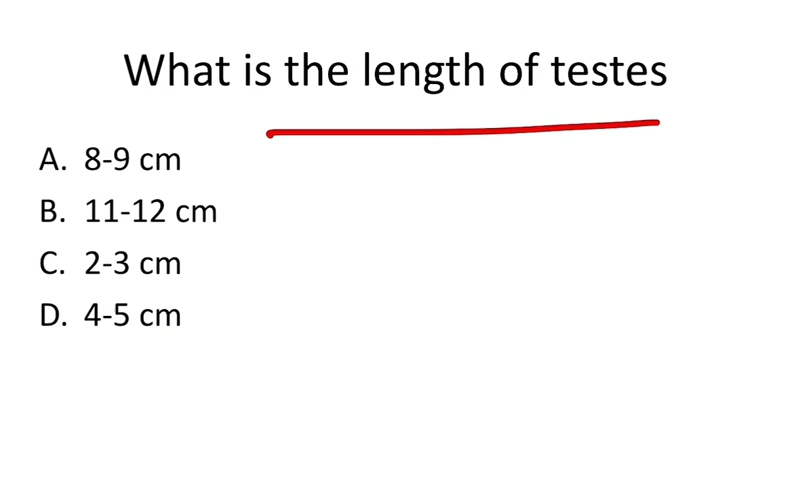 What is the length of testes
A. 8-9 cm
B. 11-12 cm
C. 2-3 cm
D. 4-5 cm